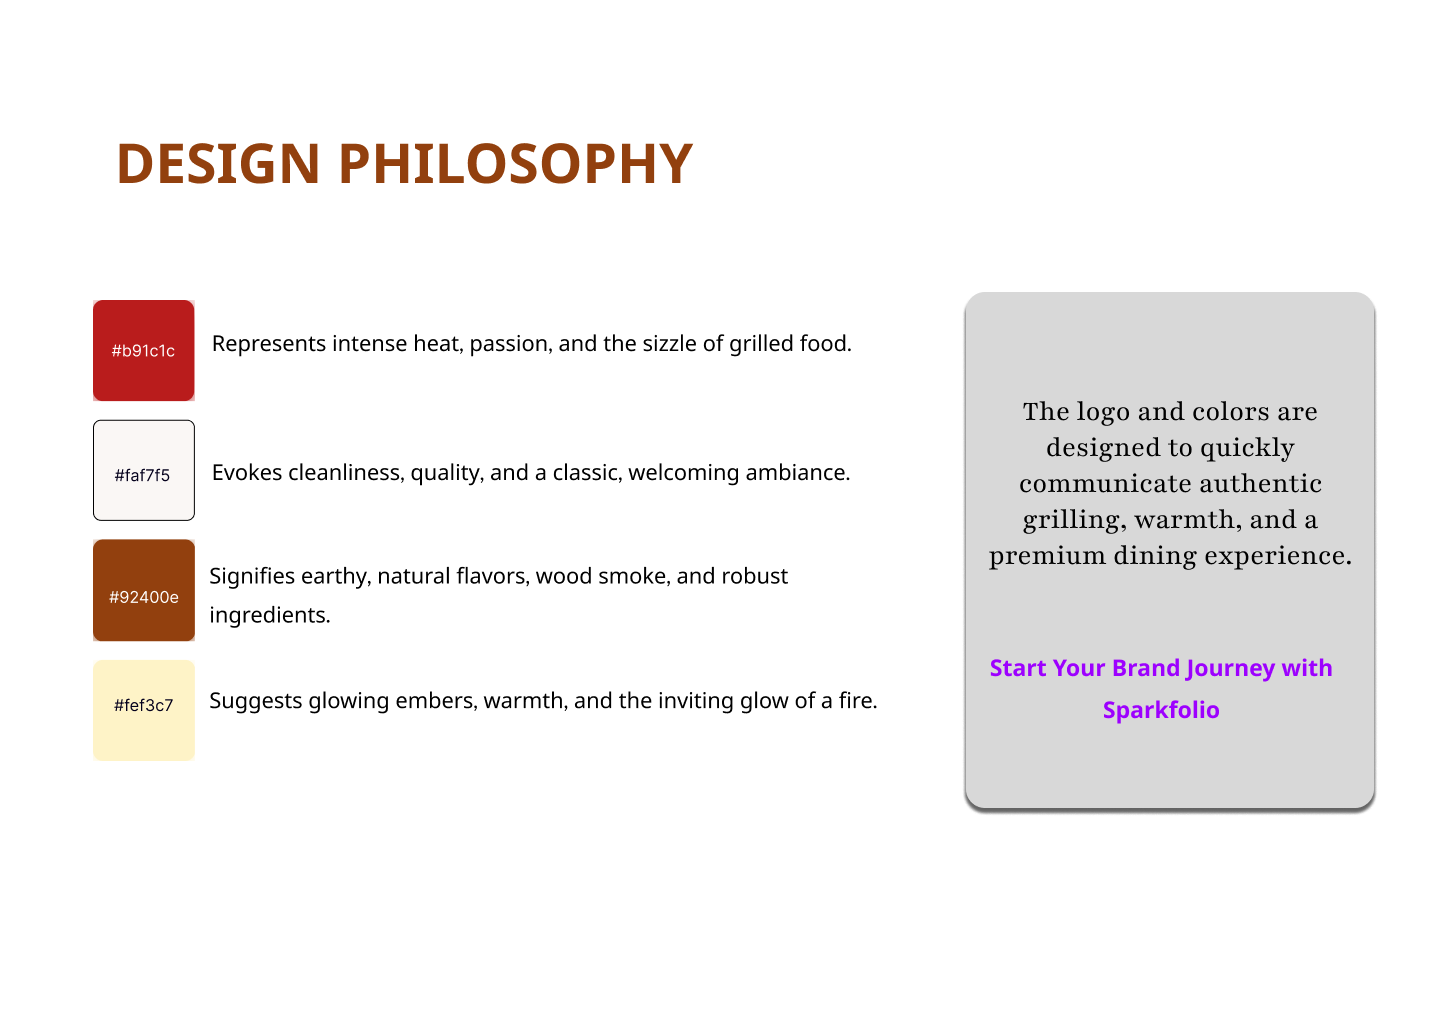 DESIGN PHILOSOPHY
#b91c1c
Represents intense heat, passion, and the sizzle of grilled food.
#faf7f5
Evokes cleanliness, quality, and a classic, welcoming ambiance.
#92400e
Signifies earthy, natural flavors, wood smoke, and robust
ingredients.
#fef3c7
Suggests glowing embers, warmth, and the inviting glow of a fire.
The logo and colors are
designed to quickly
communicate authentic
grilling, warmth, and a
premium dining experience.
Start Your Brand Journey with
Sparkfolio